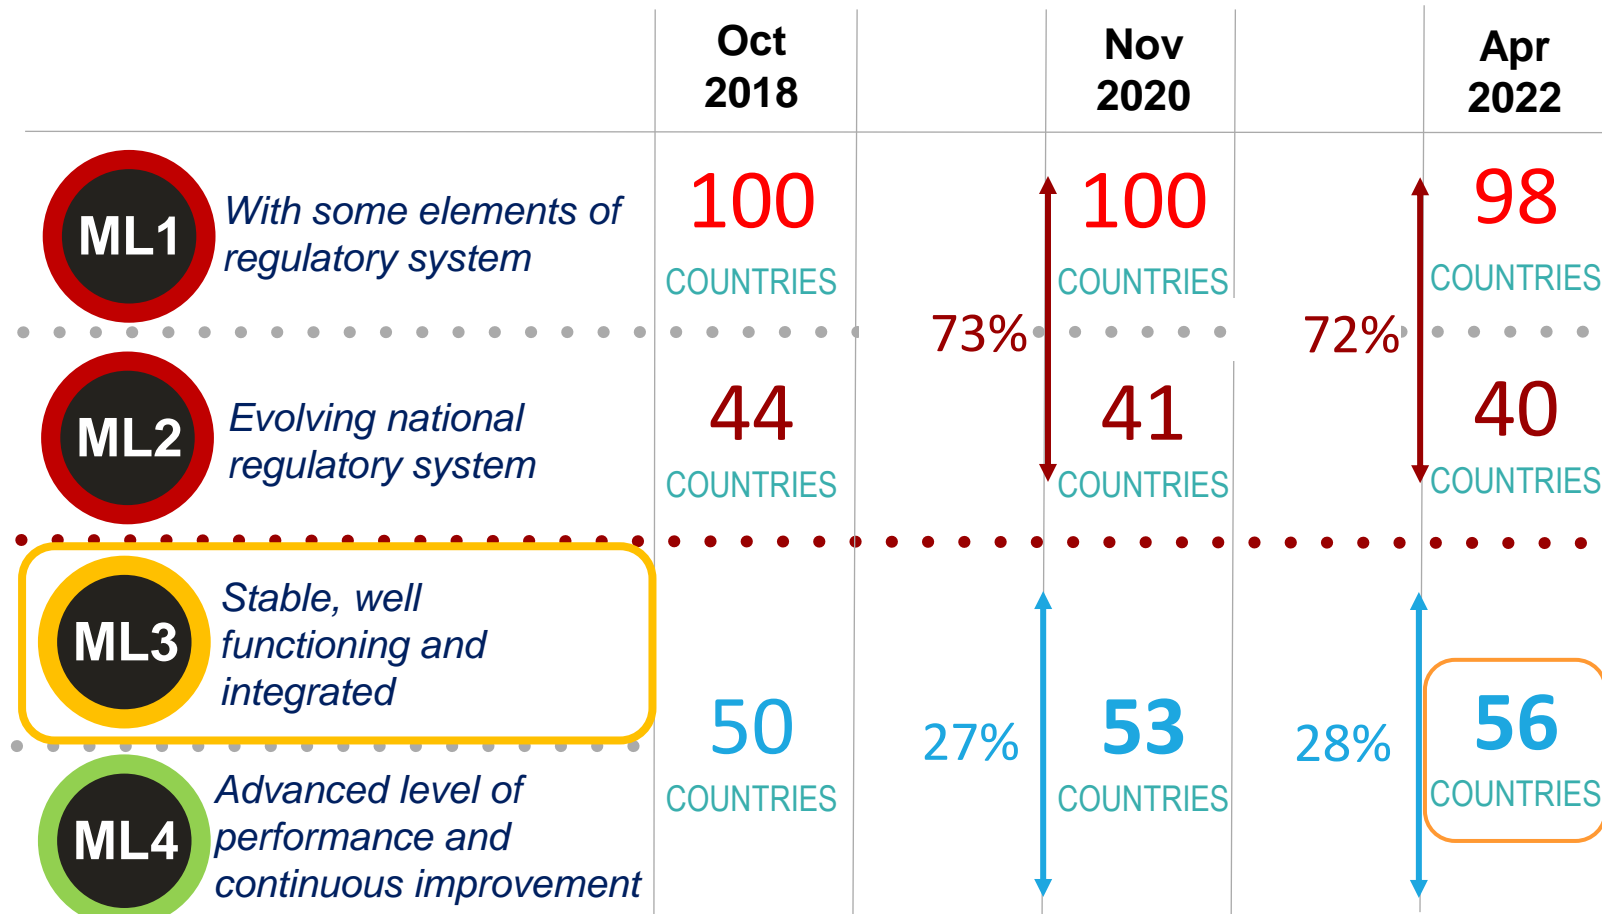 Oct
2018
Nov
2020
Apr
2022
ML1
With some elements of
regulatory system
100
COUNTRIES
100
COUNTRIES
98
COUNTRIES
73%
72%
ML2
Evolving national
regulatory system
44
COUNTRIES
41
COUNTRIES
40
COUNTRIES
ML3
Stable, well
functioning and
integrated
50
COUNTRIES
27%
53
COUNTRIES
28%
56
COUNTRIES
ML4
Advanced level of
performance and
continuous improvement